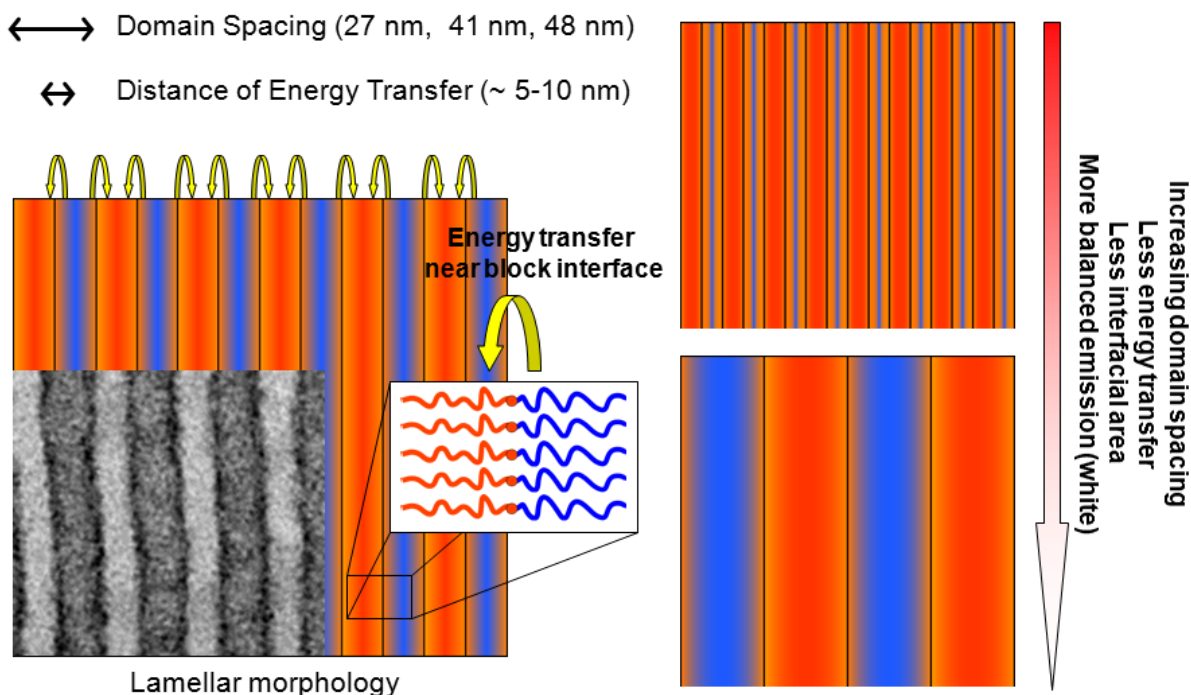 Domain Spacing (27 nm, 41 nm, 48 nm)
Distance of Energy Transfer (~ 5-10 nm)
Energy transfer
near block interface
Lamellar morphology
Increasing domain spacing
Less energy transfer
Less interfacial area
More balanced emission (white)